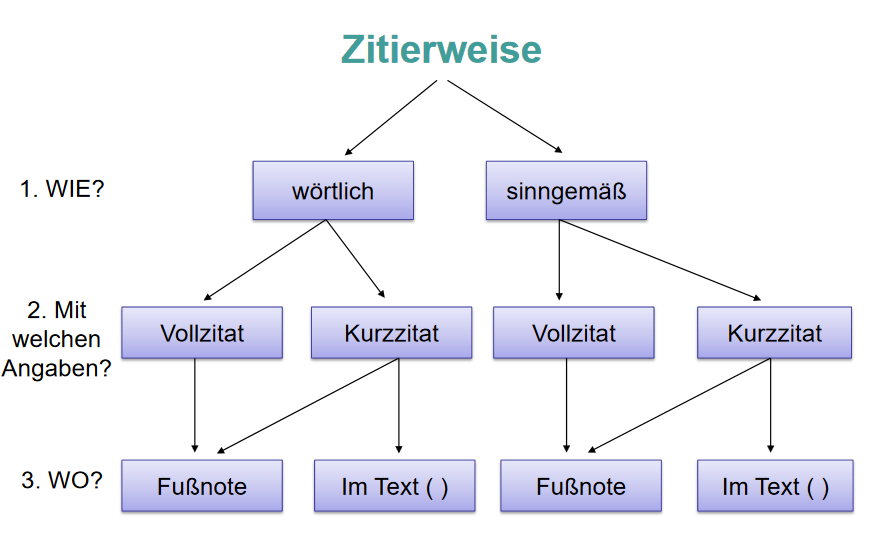 Zitierweise
1. WIE?
wörtlich
sinngemäß
2. Mit
welchen
Angaben?
Vollzitat
Kurzzitat
Vollzitat
Kurzzitat
3. WO?
Fußnote
Im Text ( )
Fußnote
Im Text ( )